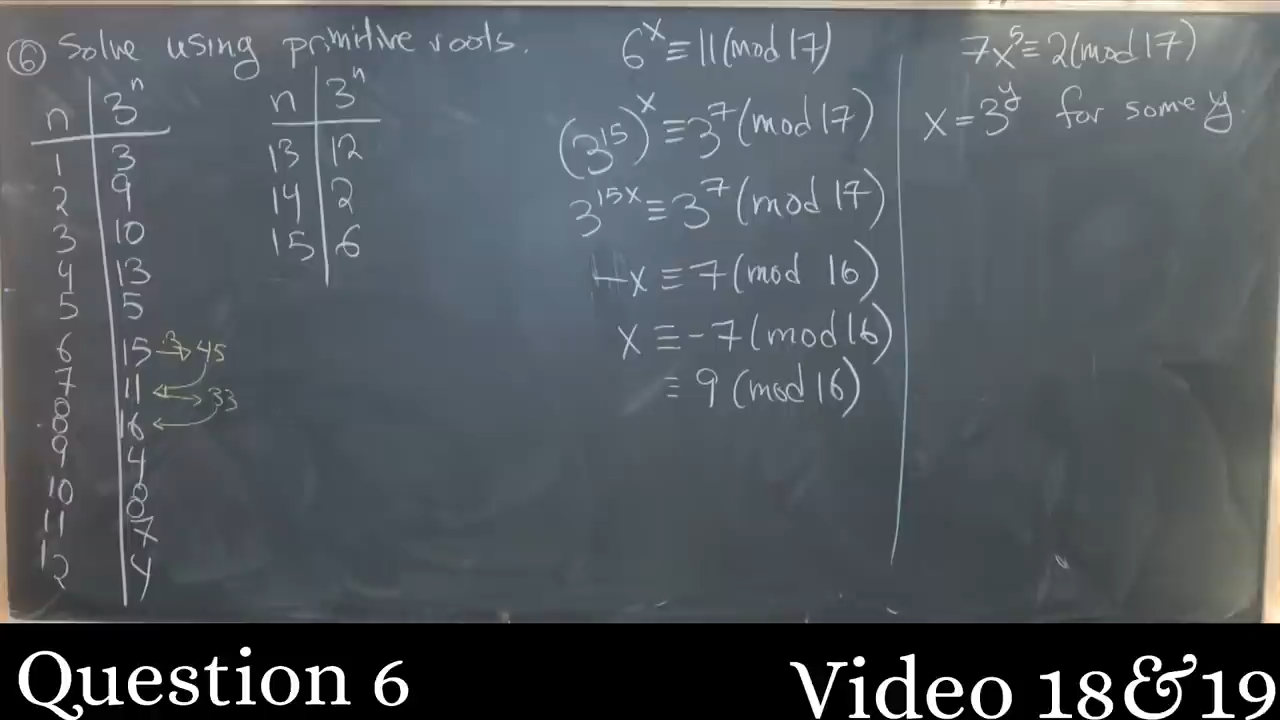 ⑥ Solve using primitive roots.
n | 3^n
1 | 3
2 | 9
3 | 10
4 | 13
5 | 5
6 | 15 ·3 → 45
7 | 11 → 33
8 | 16
9 | 4
10 | 8
11 | 7
12 | 4
n | 3^n
13 | 12
14 | 2
15 | 6
6^x ≡ 11 (mod 17)
(3^15)^x ≡ 3^7 (mod 17)
3^15x ≡ 3^7 (mod 17)
-x ≡ 7 (mod 16)
x ≡ -7 (mod 16)
≡ 9 (mod 16)
7x^5 ≡ 2 (mod 17)
x = 3^y for some y.
Question 6
Video 18&19